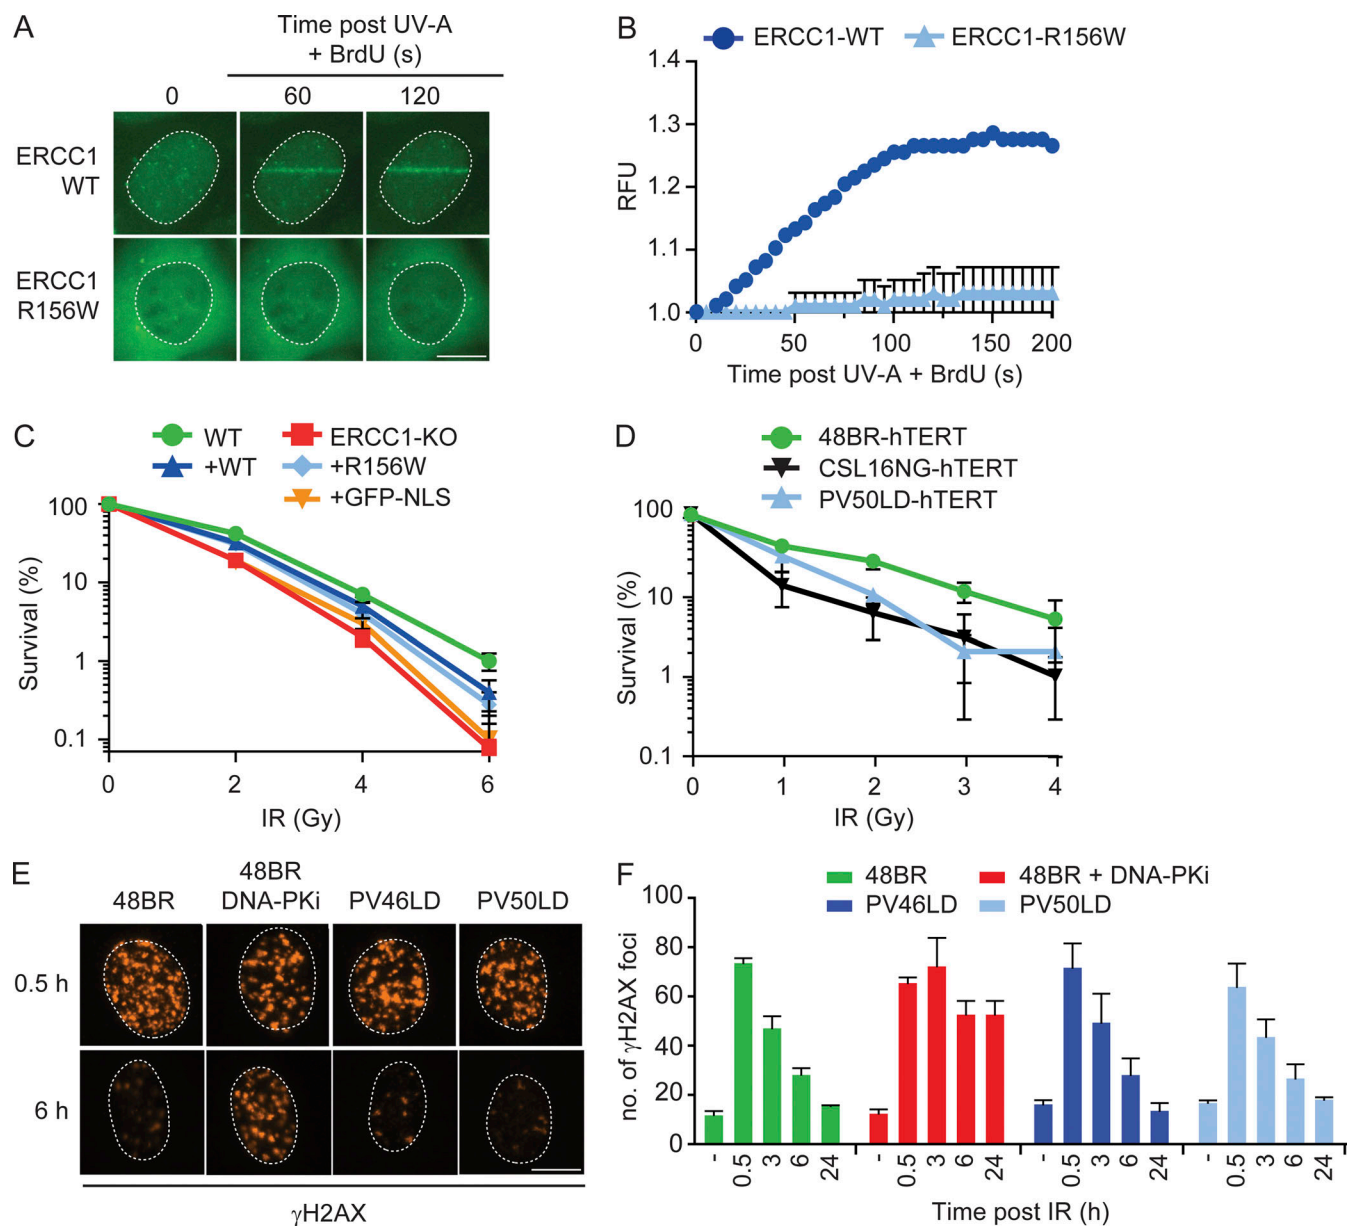 A
Time post UV-A
+ BrdU (s)
0 60 120
ERCC1
WT
ERCC1
R156W
B
ERCC1-WT ERCC1-R156W
1.4
1.3
1.2
1.1
1.0
RFU
0 50 100 150 200
Time post UV-A + BrdU (s)
C
WT ERCC1-KO
+WT +R156W
+GFP-NLS
100
10
1
0.1
Survival (%)
0 2 4 6
IR (Gy)
D
48BR-hTERT
CSL16NG-hTERT
PV50LD-hTERT
100
10
1
0.1
Survival (%)
0 1 2 3 4
IR (Gy)
E
48BR
48BR
DNA-PKi
PV46LD
PV50LD
0.5 h
6 h
γH2AX
F
48BR 48BR + DNA-PKi
PV46LD PV50LD
100
80
60
40
20
0
no. of γH2AX foci
- 0.5 3 6 24 - 0.5 3 6 24 - 0.5 3 6 24 - 0.5 3 6 24
Time post IR (h)